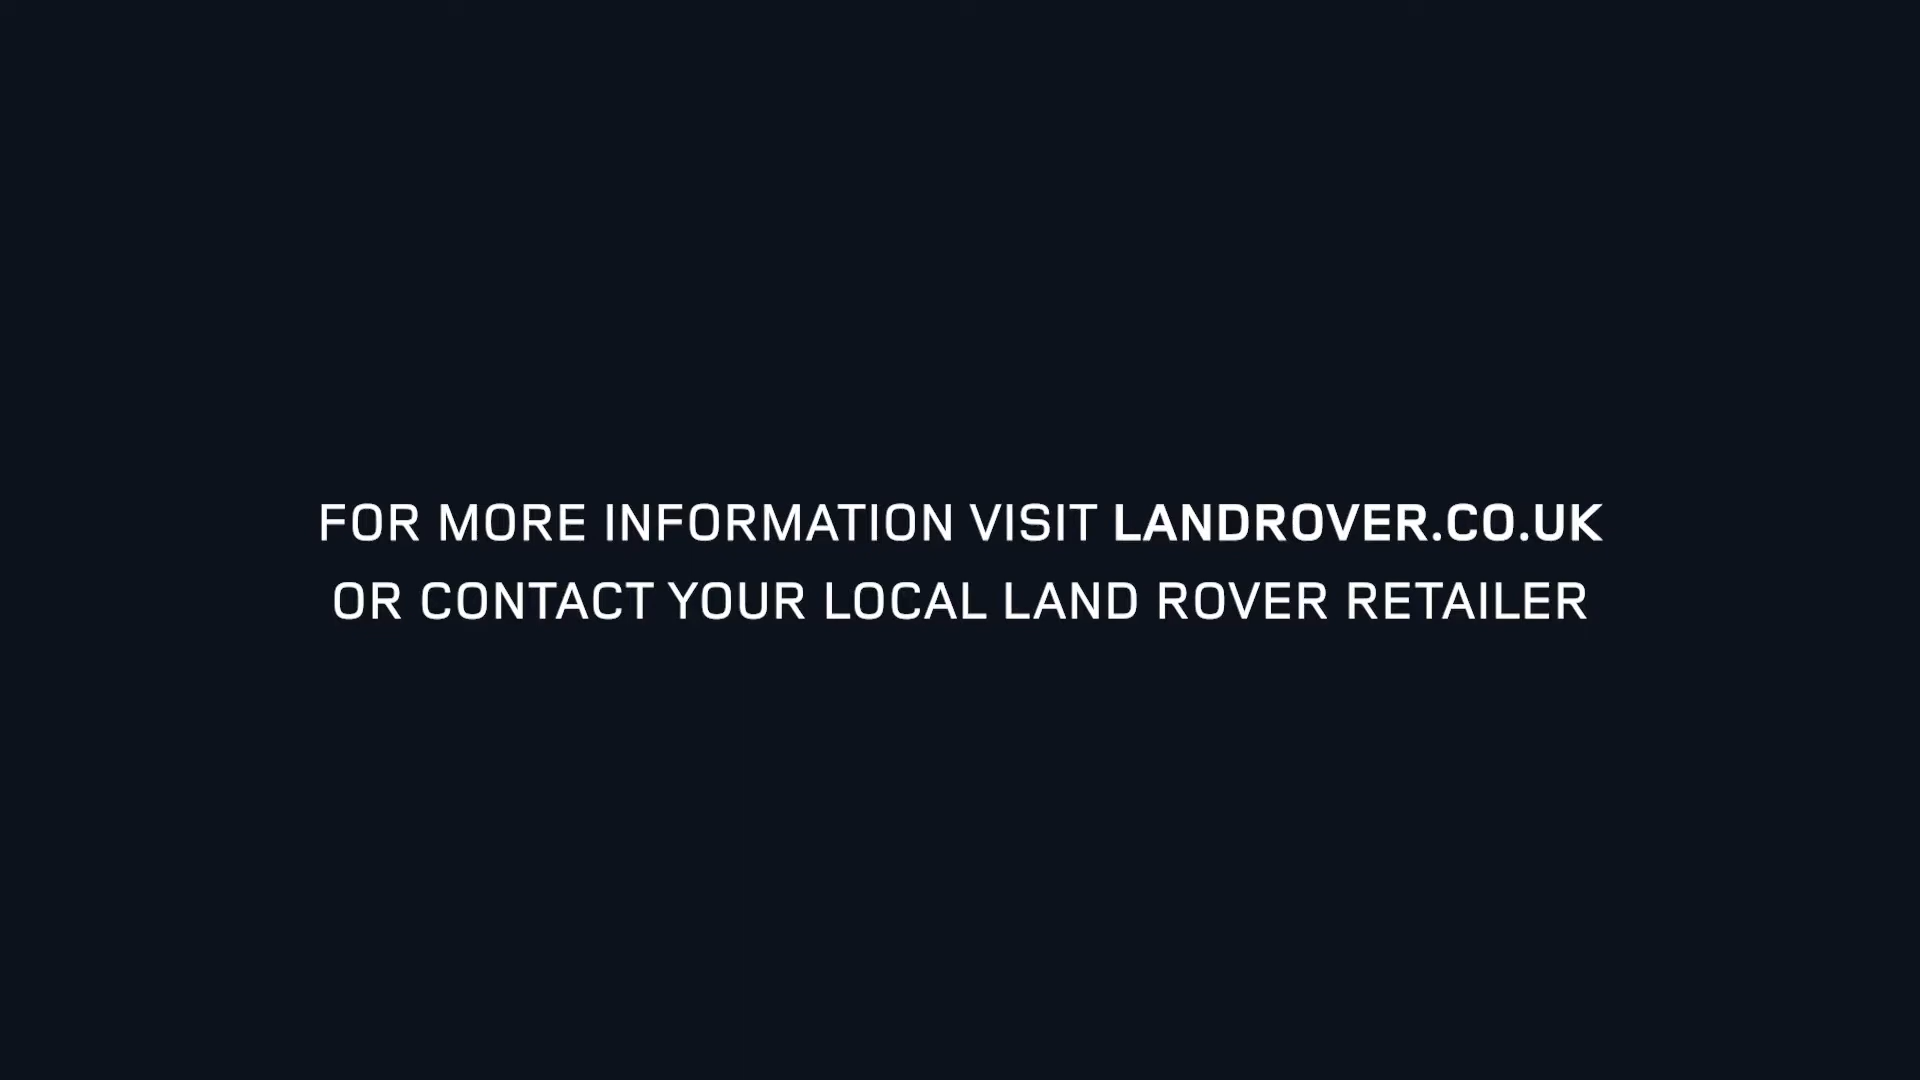 FOR MORE INFORMATION VISIT LANDROVER.CO.UK
OR CONTACT YOUR LOCAL LAND ROVER RETAILER